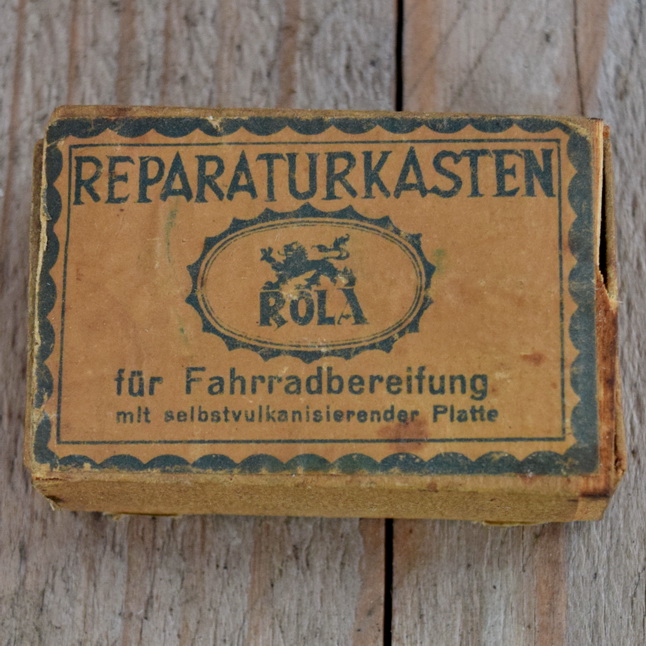 REPARATURKASTEN
ROLA
für Fahrradbereifung
mit selbstvulkanisierender Platte